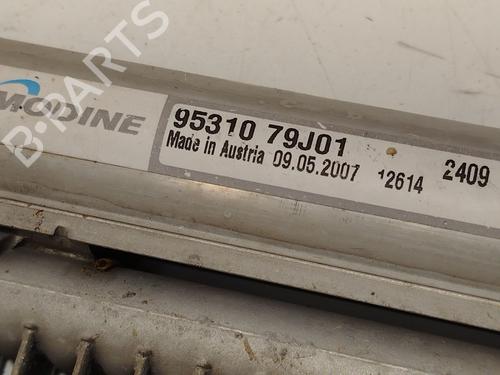 MODINE
95310 79J01
Made in Austria 09.05.2007 12614 2409
B-PARTS